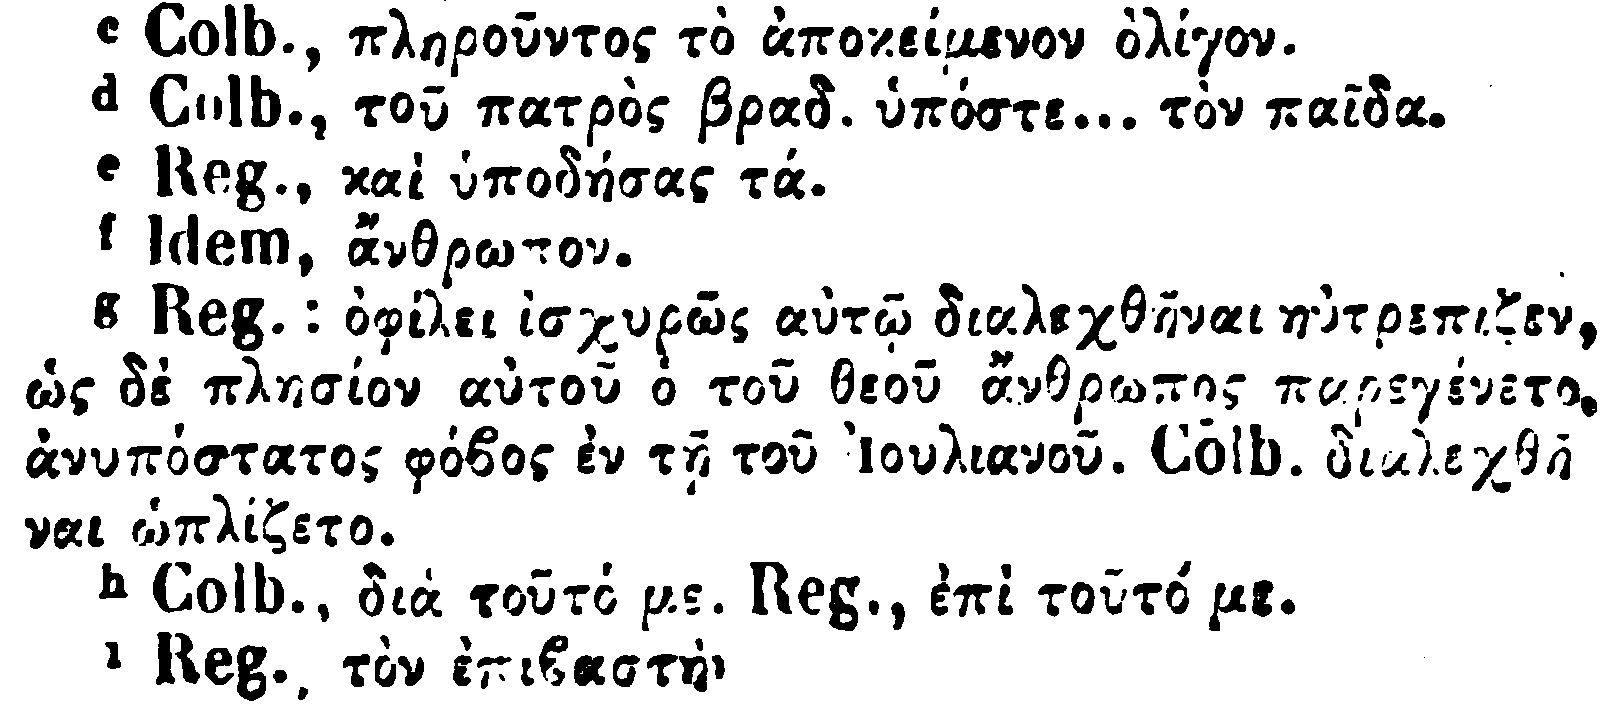 c Colb., πληροῦντος τὸ ἀποκείμενον ὀλίγον.
d Colb., τοῦ πατρὸς βραδ. ὑπόστε... τὸν παῖδα.
e Reg., καὶ ὑποδήσας τά.
f Idem, ἄνθρωπον.
g Reg. : ὀφίλει ἰσχυρῶς αὐτῷ διαλεχθῆναι ηὐτρεπιζεν,
ὡς δὲ πλησίον αὐτοῦ ὁ τοῦ θεοῦ ἄνθρωπος παρεγένετο,
ἀνυπόστατος φόβος ἐν τῇ τοῦ Ἰουλιανοῦ. Colb. διαλεχθῆ
ναι ὡπλίζετο.
h Colb., διὰ τοῦτό με. Reg., ἐπὶ τοῦτό με.
i Reg., τὸν